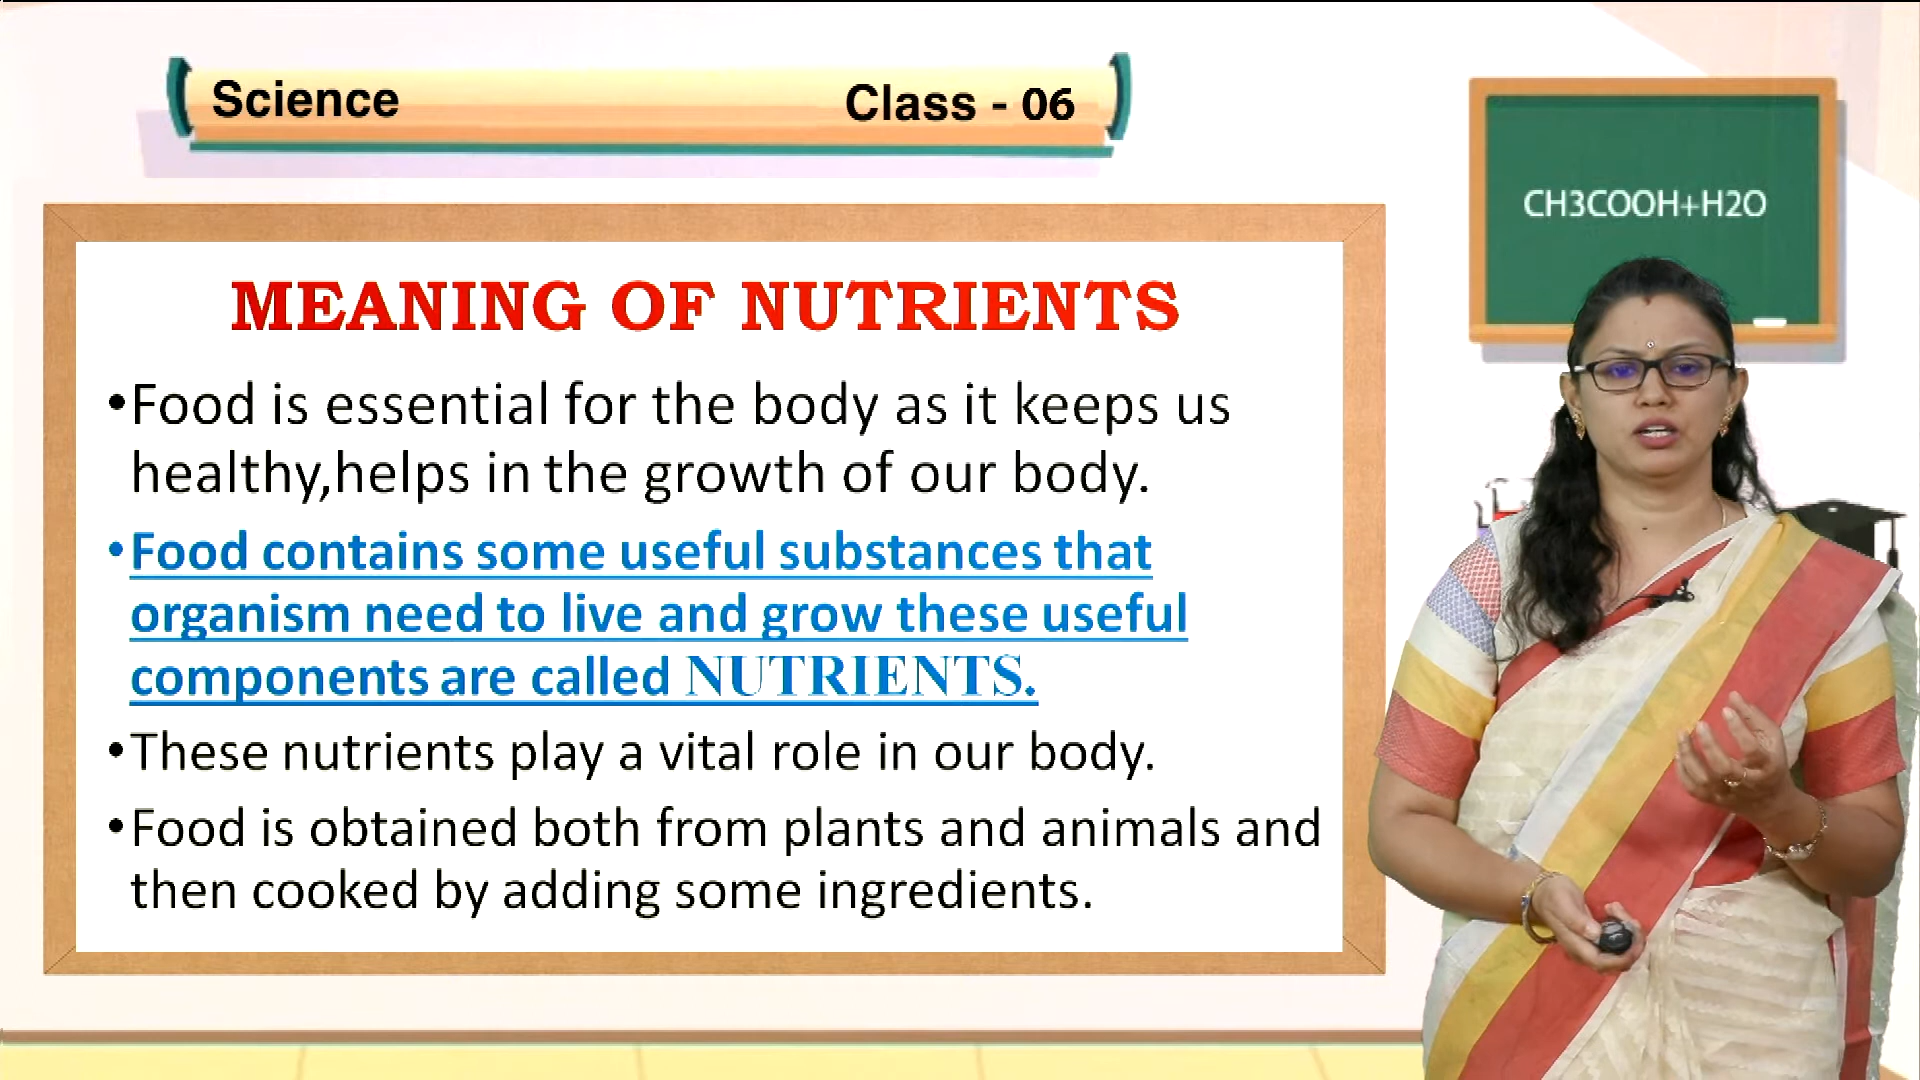 Science
Class - 06
CH3COOH+H2O
MEANING OF NUTRIENTS
•Food is essential for the body as it keeps us
healthy,helps in the growth of our body.
•Food contains some useful substances that
organism need to live and grow these useful
components are called NUTRIENTS.
•These nutrients play a vital role in our body.
•Food is obtained both from plants and animals and
then cooked by adding some ingredients.